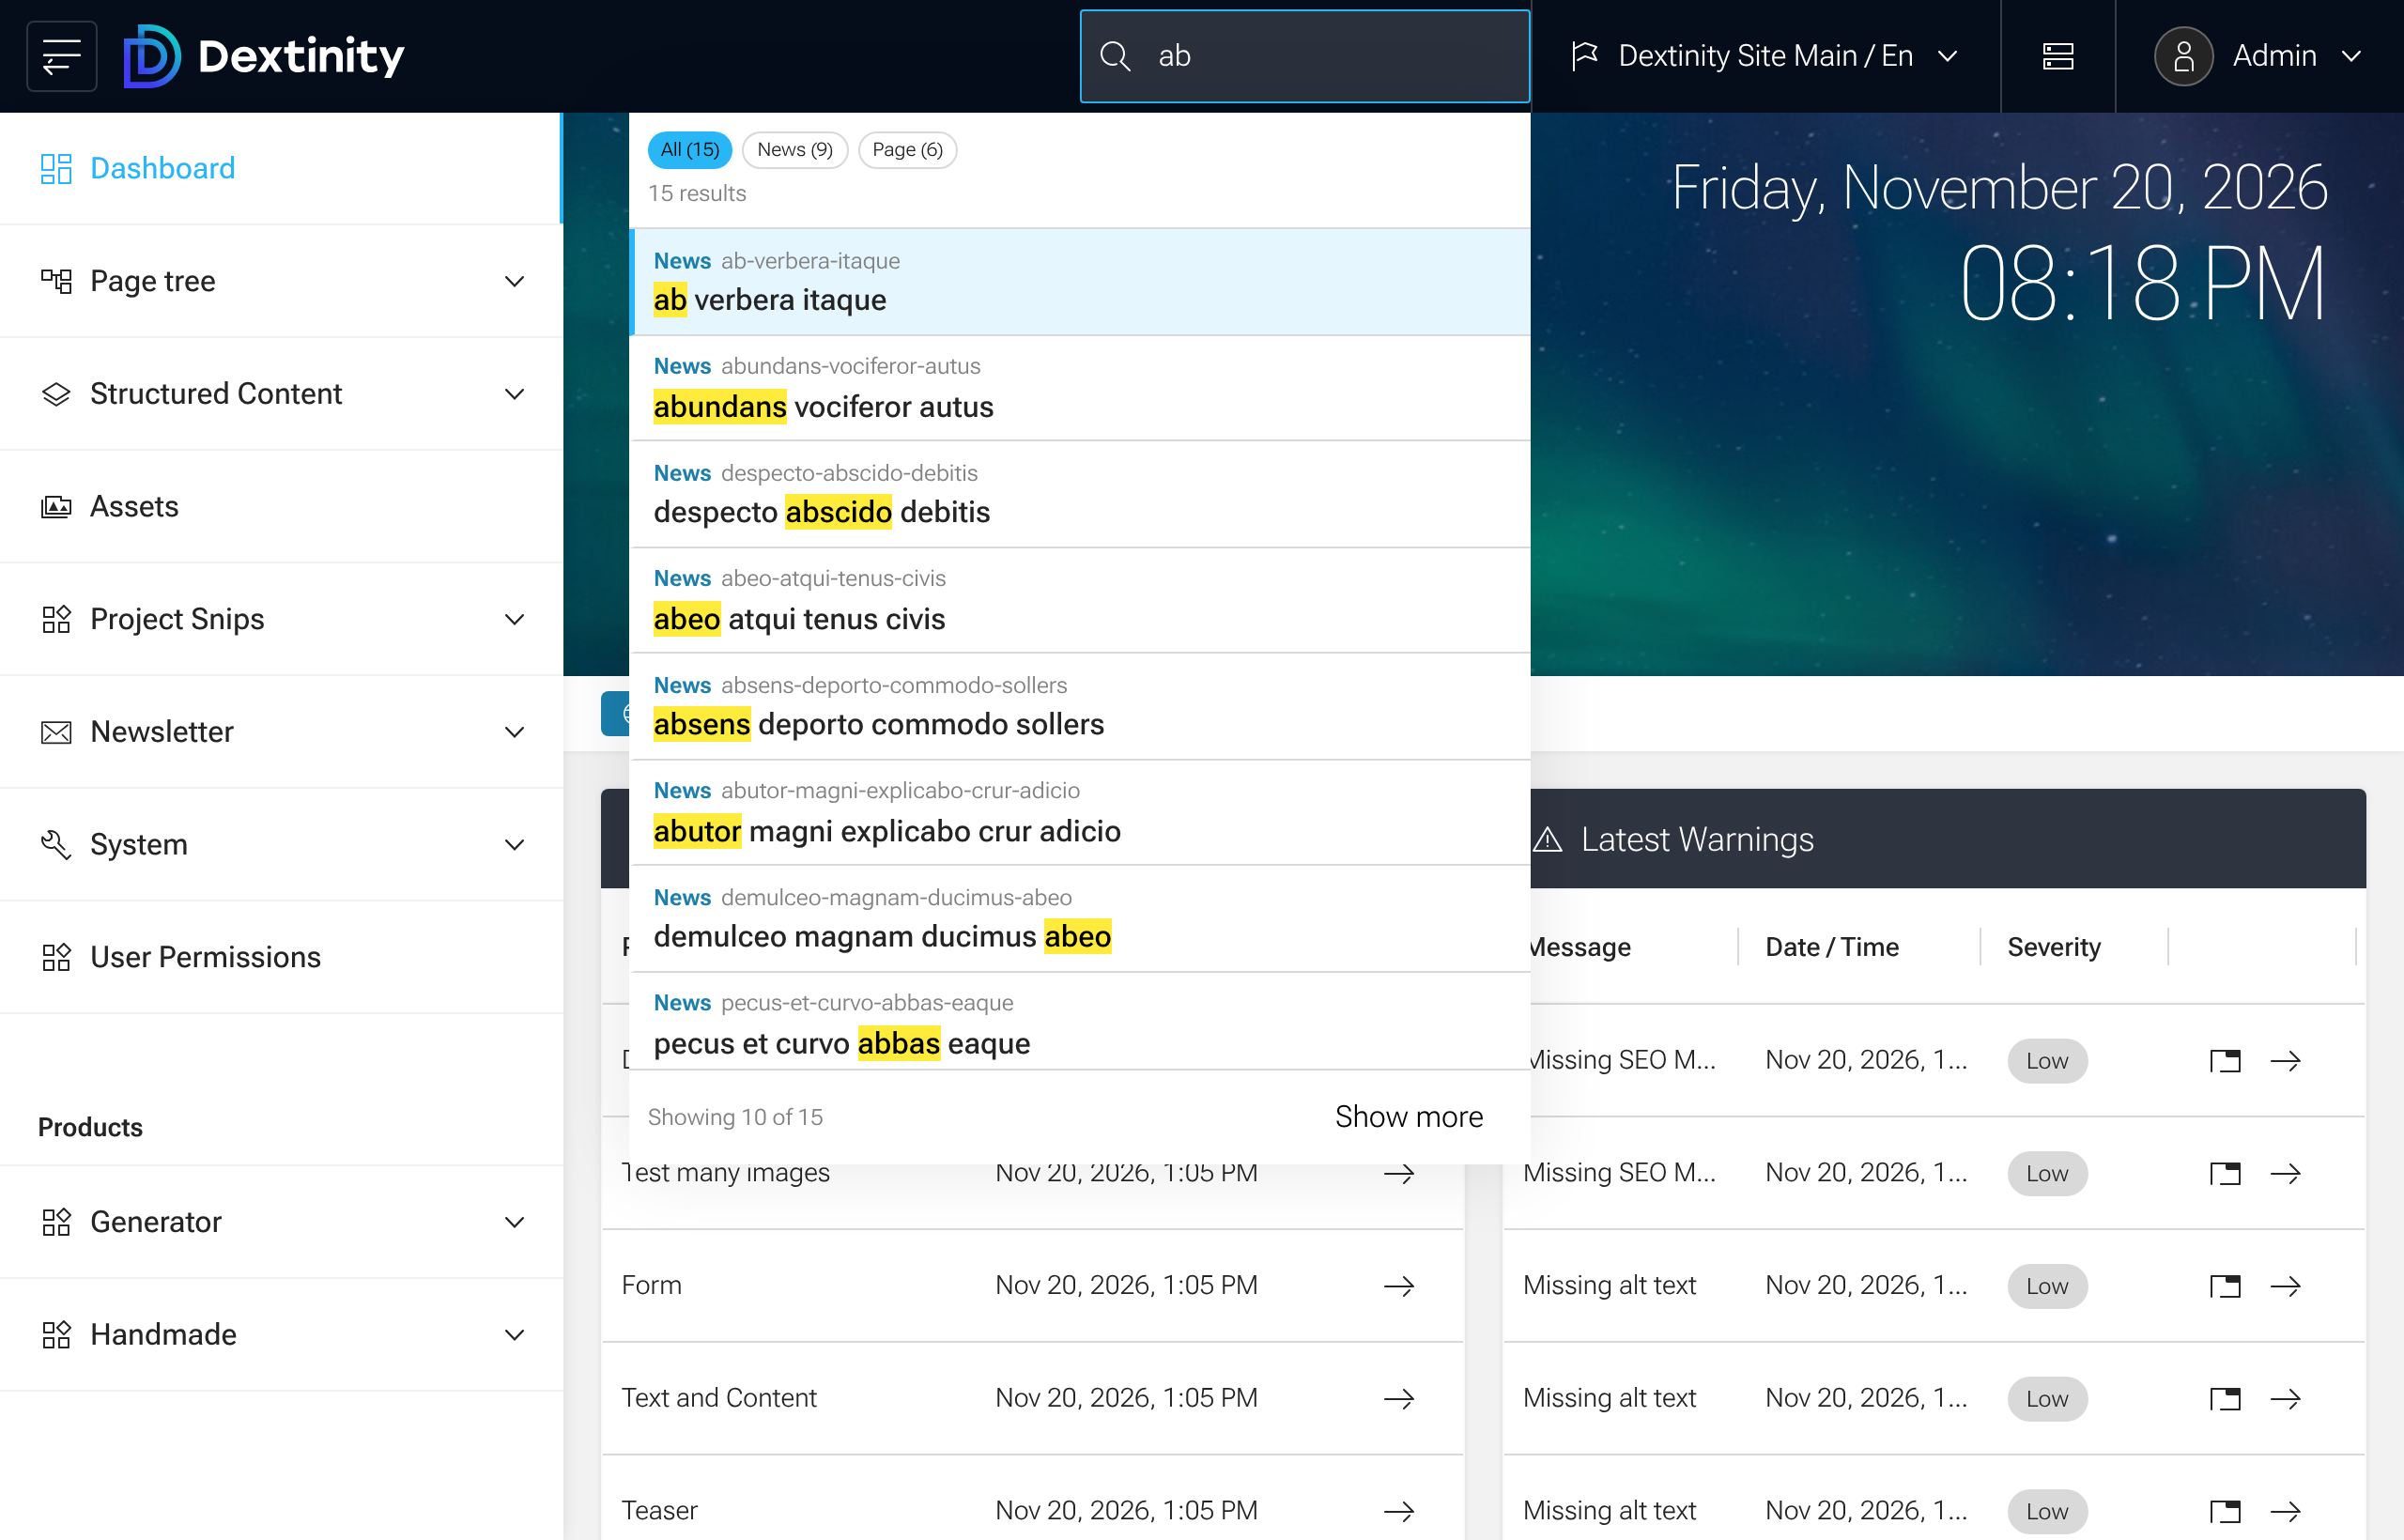 Dextinity
ab
Dextinity Site Main / En
Admin
Dashboard
Page tree
Structured Content
Assets
Project Snips
Newsletter
System
User Permissions
Products
Generator
Handmade
All (15)
News (9)
Page (6)
15 results
News ab-verbera-itaque
ab verbera itaque
News abundans-vociferor-autus
abundans vociferor autus
News despecto-abscido-debitis
despecto abscido debitis
News abeo-atqui-tenus-civis
abeo atqui tenus civis
News absens-deporto-commodo-sollers
absens deporto commodo sollers
News abutor-magni-explicabo-crur-adicio
abutor magni explicabo crur adicio
News demulceo-magnam-ducimus-abeo
demulceo magnam ducimus abeo
News pecus-et-curvo-abbas-eaque
pecus et curvo abbas eaque
Showing 10 of 15
Show more
Friday, November 20, 2026
08:18 PM
Test many images Nov 20, 2026, 1:05 PM
Form Nov 20, 2026, 1:05 PM
Text and Content Nov 20, 2026, 1:05 PM
Teaser Nov 20, 2026, 1:05 PM
Latest Warnings
Message Date / Time Severity
Missing SEO M... Nov 20, 2026, 1... Low
Missing SEO M... Nov 20, 2026, 1... Low
Missing alt text Nov 20, 2026, 1... Low
Missing alt text Nov 20, 2026, 1... Low
Missing alt text Nov 20, 2026, 1... Low